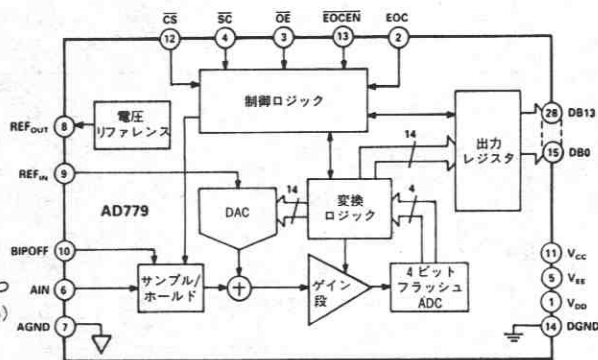 CS SC OE EOCEN EOC
12 4 3 13 2
制御ロジック
電圧
リファレンス
REFOUT 8
REFIN 9
AD779
BIPOFF 10
AIN 6
AGND 7
DAC
14
変換
ロジック
14
4
出力
レジスタ
28 DB13
15 DB0
サンプル/
ホールド
+
ゲイン
段
4ビット
フラッシュ
ADC
11 VCC
5 VEE
1 VDD
14 DGND
つ
)